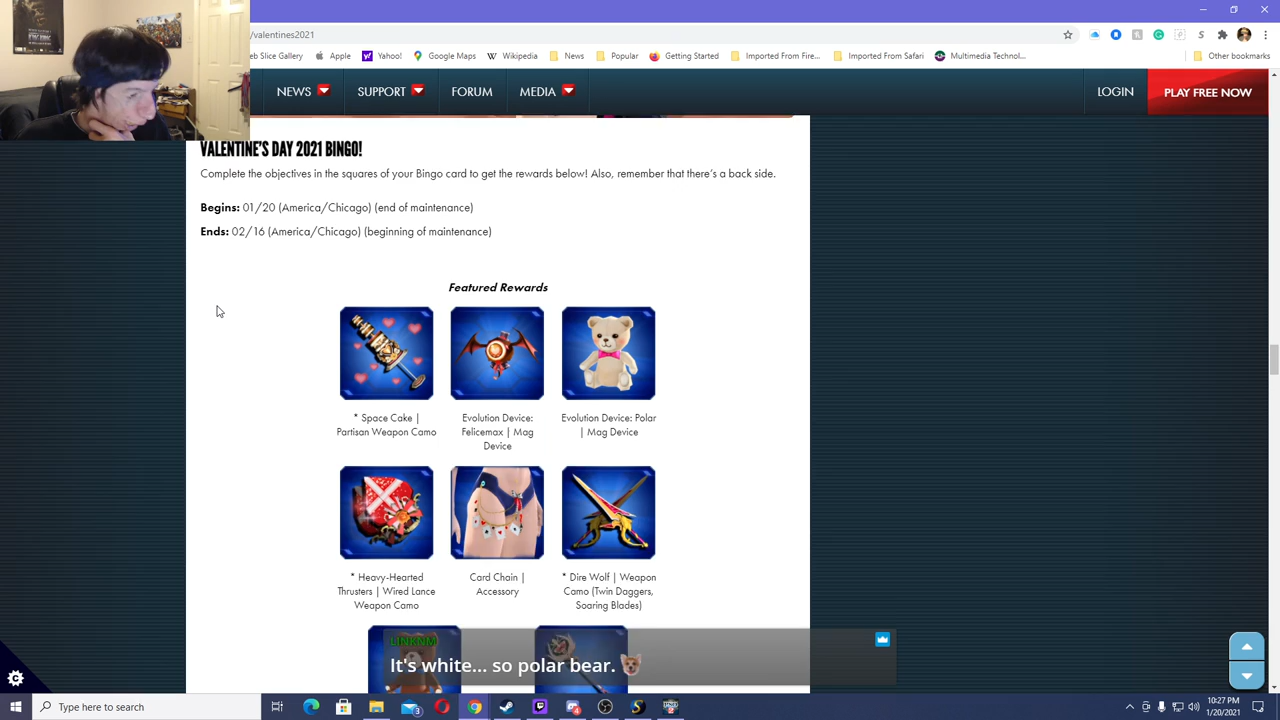 /valentines2021
eb Slice Gallery Apple Yahoo! Google Maps Wikipedia News Popular Getting Started Imported From Fire... Imported From Safari Multimedia Technol... Other bookmarks
NEWS SUPPORT FORUM MEDIA LOGIN PLAY FREE NOW
VALENTINE'S DAY 2021 BINGO!
Complete the objectives in the squares of your Bingo card to get the rewards below! Also, remember that there's a back side.
Begins: 01/20 (America/Chicago) (end of maintenance)
Ends: 02/16 (America/Chicago) (beginning of maintenance)
Featured Rewards
* Space Cake |
Partisan Weapon Camo
Evolution Device:
Felicemax | Mag
Device
Evolution Device: Polar
| Mag Device
* Heavy-Hearted
Thrusters | Wired Lance
Weapon Camo
Card Chain |
Accessory
* Dire Wolf | Weapon
Camo (Twin Daggers,
Soaring Blades)
It's white... so polar bear.
Type here to search
3
4
10:27 PM
1/20/2021